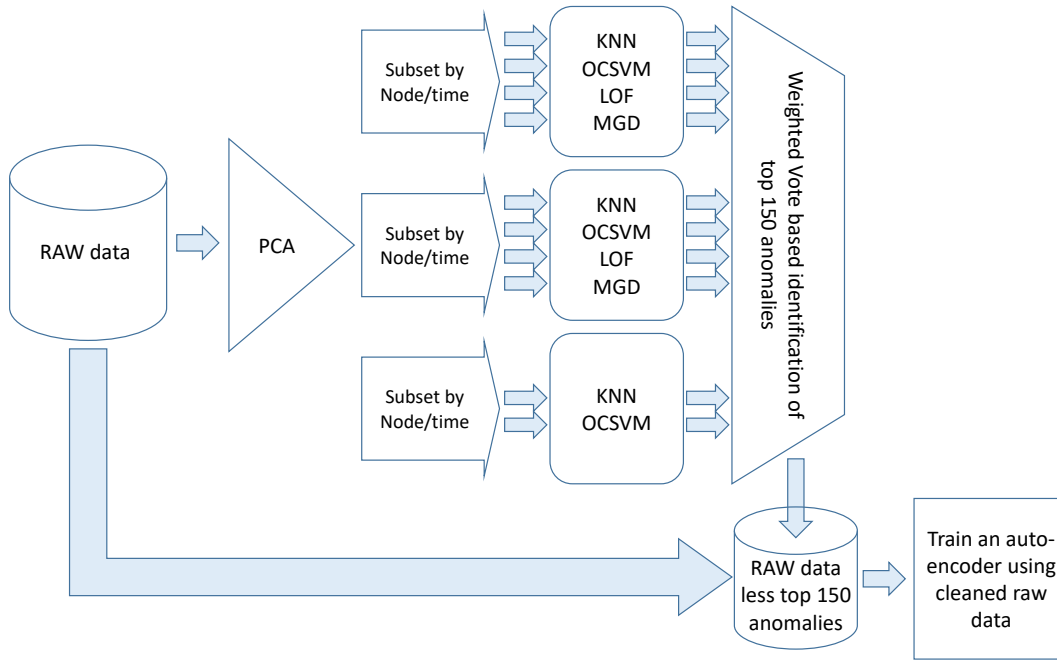 RAW data
PCA
Subset by
Node/time
KNN
OCSVM
LOF
MGD
Subset by
Node/time
KNN
OCSVM
LOF
MGD
Subset by
Node/time
KNN
OCSVM
Weighted Vote based identification of
top 150 anomalies
RAW data
less top 150
anomalies
Train an auto-
encoder using
cleaned raw
data